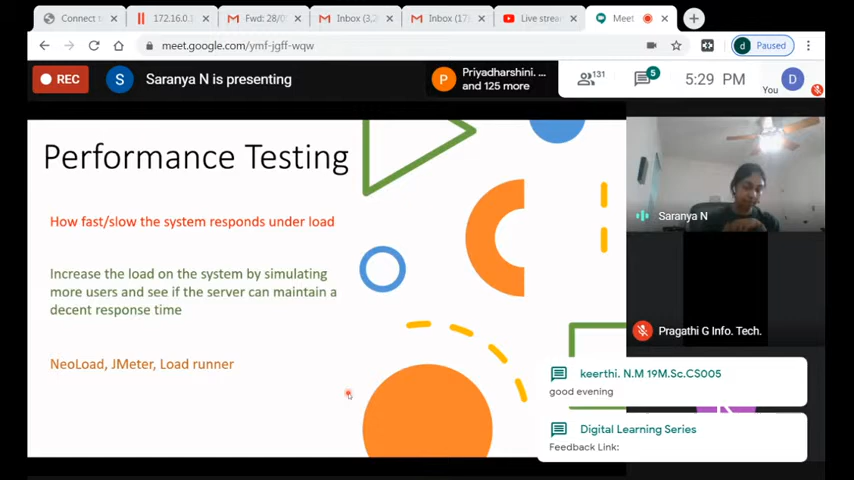 Connect t
172.16.0.1
Fwd: 28/0
Inbox (3,2
Inbox (17)
Live strea
Meet
meet.google.com/ymf-jgff-wqw
d
Paused
REC
S
Saranya N is presenting
P
Priyadharshini. ...
and 125 more
131
5
5:29 PM
You
D
Performance Testing
How fast/slow the system responds under load
Increase the load on the system by simulating
more users and see if the server can maintain a
decent response time
NeoLoad, JMeter, Load runner
Saranya N
Pragathi G Info. Tech.
keerthi. N.M 19M.Sc.CS005
good evening
Digital Learning Series
Feedback Link: